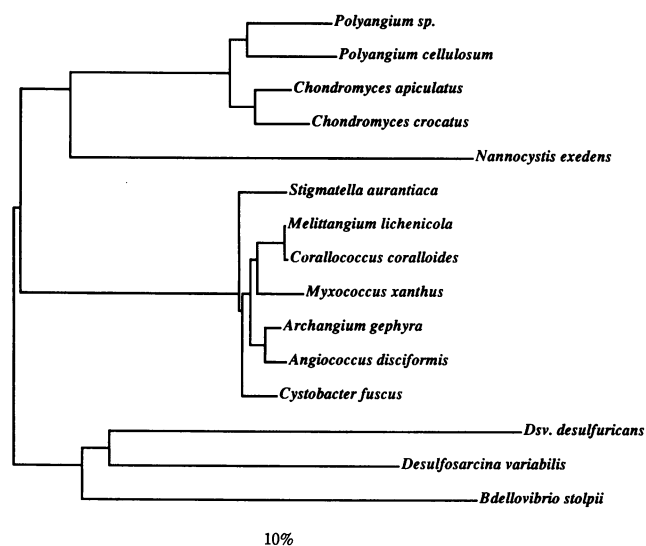 Polyangium sp.
Polyangium cellulosum
Chondromyces apiculatus
Chondromyces crocatus
Nannocystis exedens
Stigmatella aurantiaca
Melittangium lichenicola
Corallococcus coralloides
Myxococcus xanthus
Archangium gephyra
Angiococcus disciformis
Cystobacter fuscus
Dsv. desulfuricans
Desulfosarcina variabilis
Bdellovibrio stolpii
10%